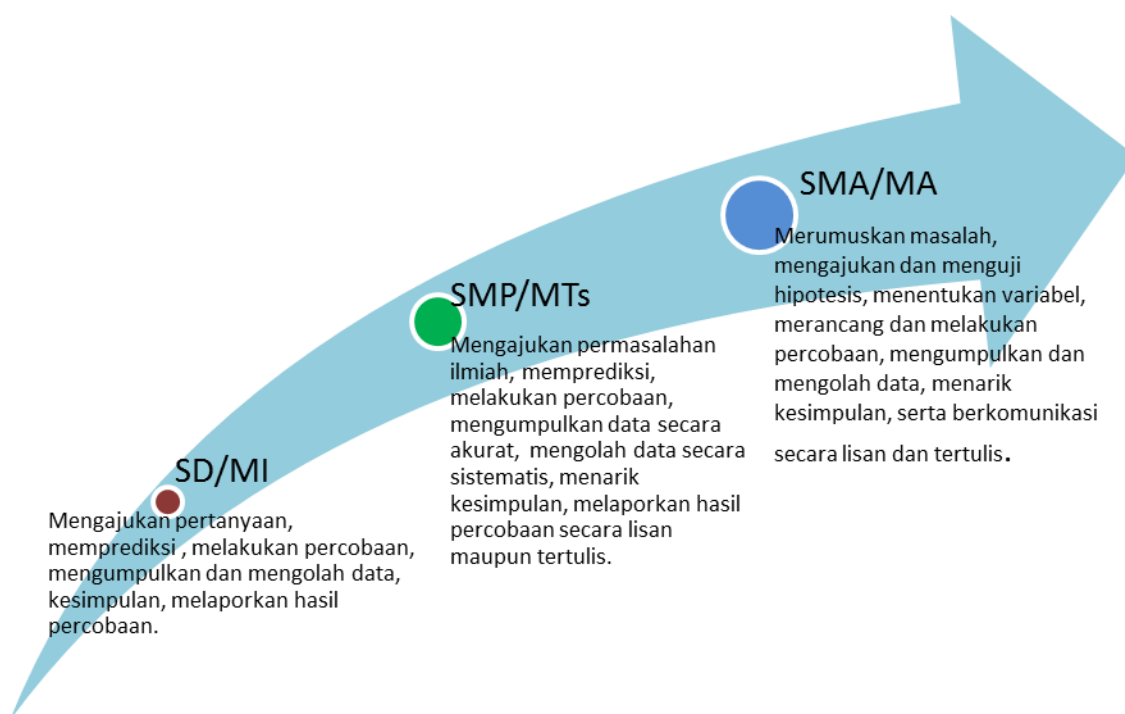 SD/MI
Mengajukan pertanyaan,
memprediksi , melakukan percobaan,
mengumpulkan dan mengolah data,
kesimpulan, melaporkan hasil
percobaan.
SMP/MTs
Mengajukan permasalahan
ilmiah, memprediksi,
melakukan percobaan,
mengumpulkan data secara
akurat, mengolah data secara
sistematis, menarik
kesimpulan, melaporkan hasil
percobaan secara lisan
maupun tertulis.
SMA/MA
Merumuskan masalah,
mengajukan dan menguji
hipotesis, menentukan variabel,
merancang dan melakukan
percobaan, mengumpulkan dan
mengolah data, menarik
kesimpulan, serta berkomunikasi
secara lisan dan tertulis.